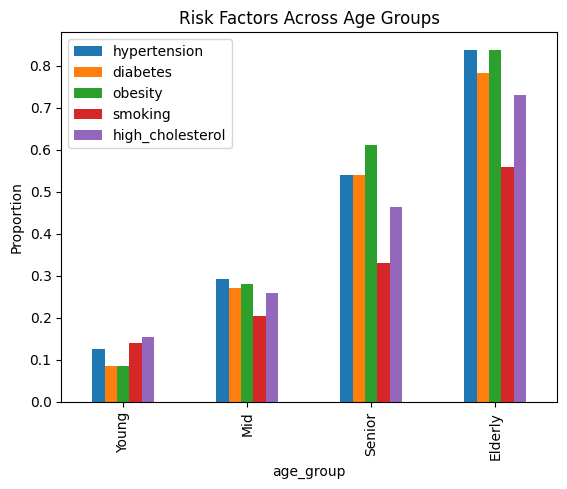 Risk Factors Across Age Groups
hypertension
diabetes
obesity
smoking
high_cholesterol
Proportion
0.8
0.7
0.6
0.5
0.4
0.3
0.2
0.1
0.0
Young
Mid
Senior
Elderly
age_group